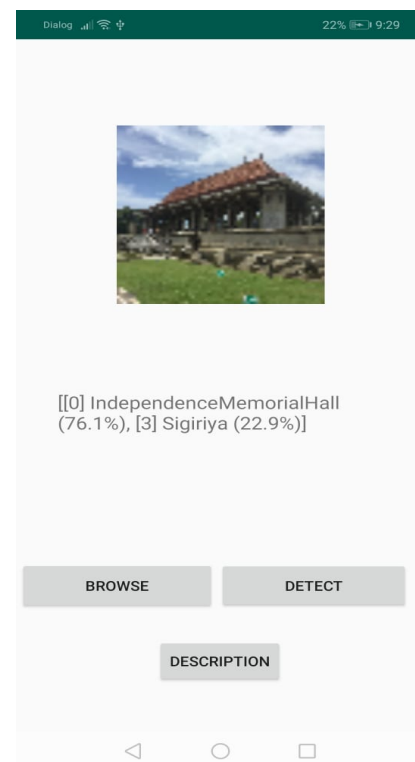 Dialog 22% 9:29
[[0] IndependenceMemorialHall
(76.1%), [3] Sigiriya (22.9%)]
BROWSE DETECT
DESCRIPTION